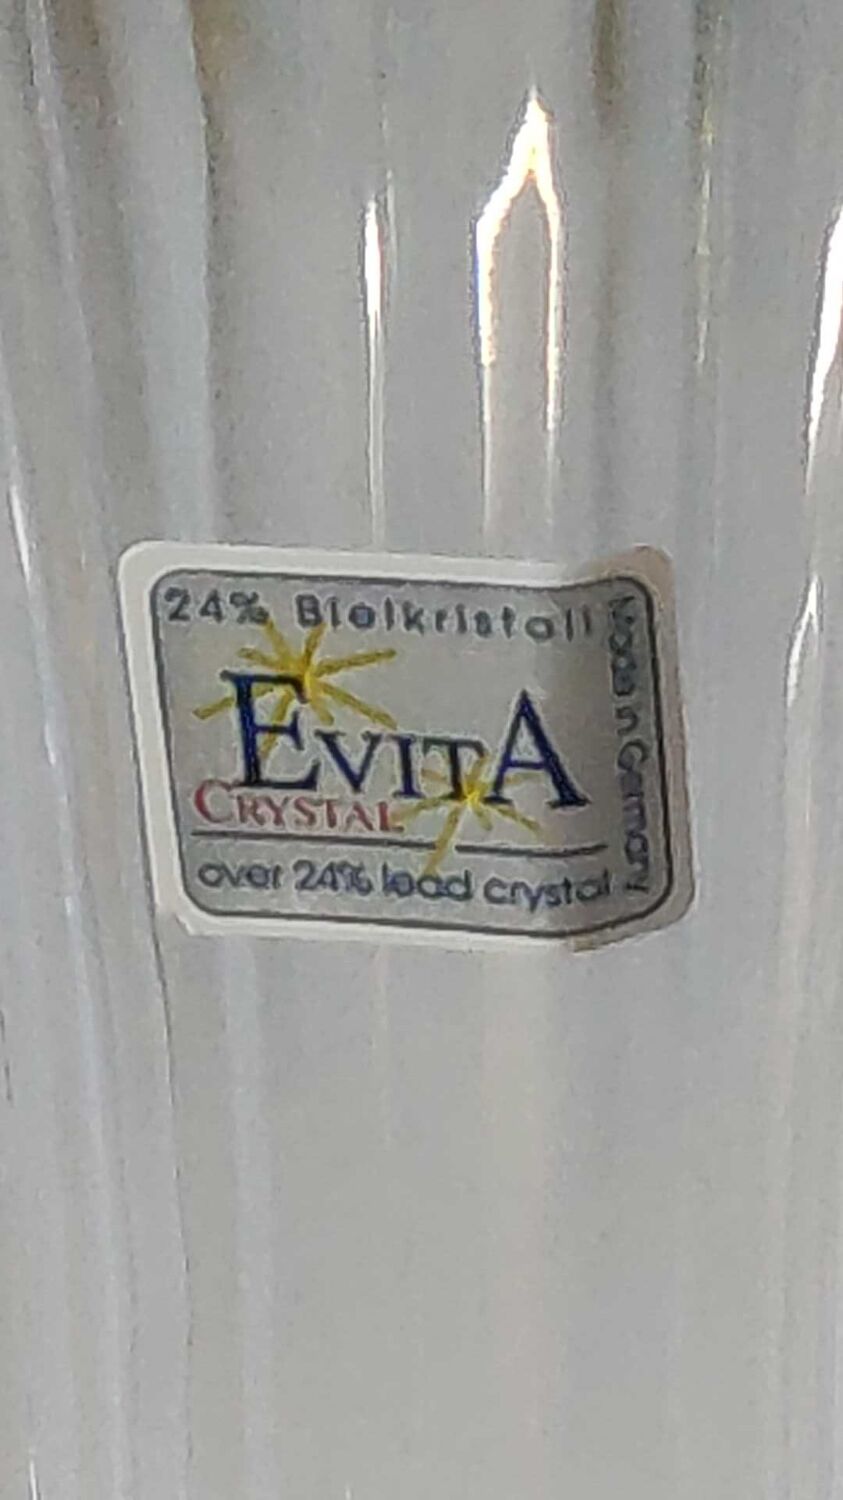 24% Bleikristall
EVITA
CRYSTAL
over 24% lead crystal
Made in Germany